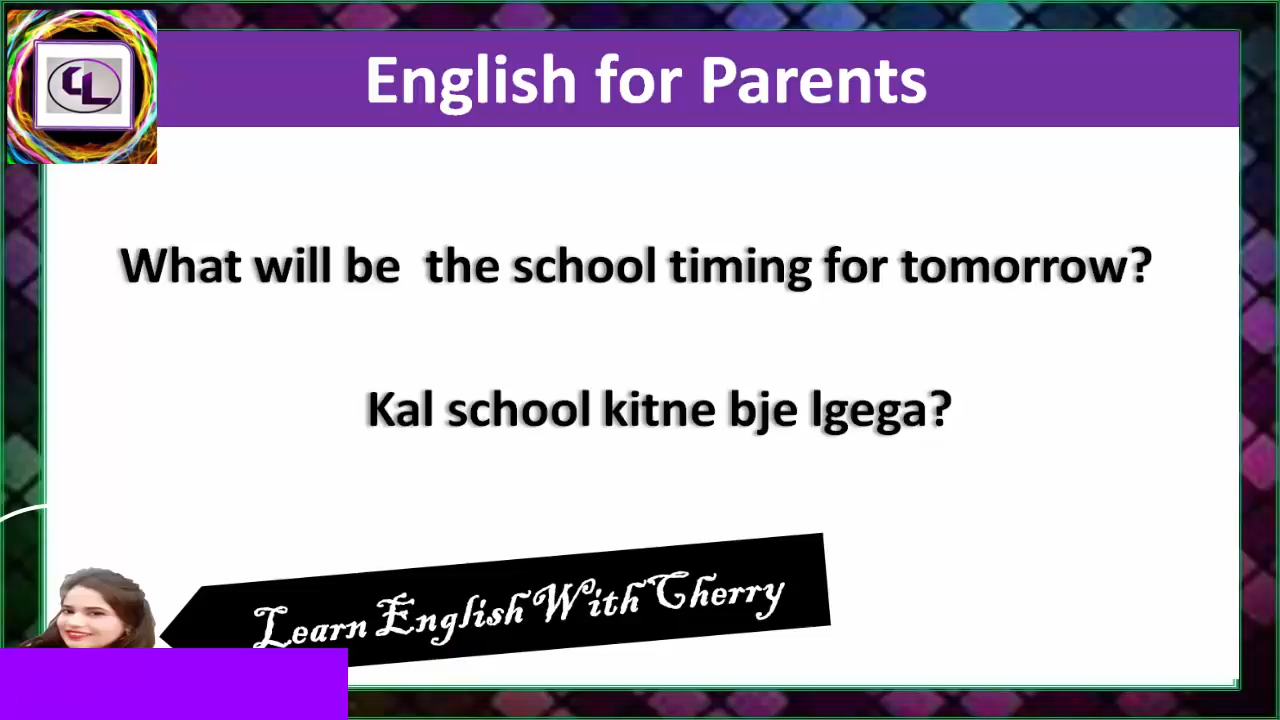 English for Parents
What will be the school timing for tomorrow?
Kal school kitne bje lgega?
Learn English With Cherry